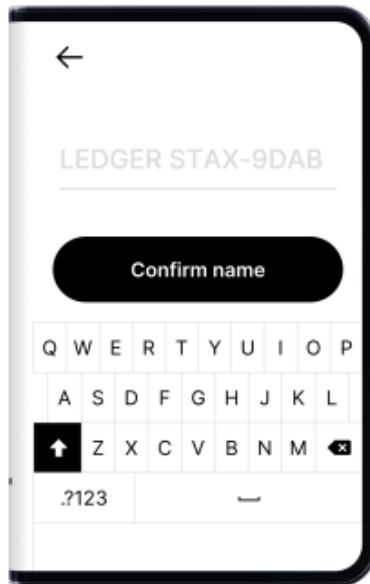 LEDGER STAX-9DAB
Confirm name
Q W E R T Y U I O P
A S D F G H J K L
Z X C V B N M
.?123